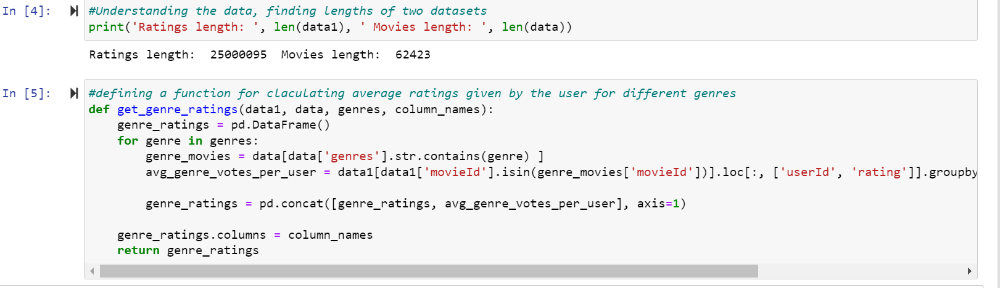 In [4]:
#Understanding the data, finding lengths of two datasets
print('Ratings length: ', len(data1), ' Movies length: ', len(data))
Ratings length:  25000095  Movies length:  62423
In [5]:
#defining a function for claculating average ratings given by the user for different genres
def get_genre_ratings(data1, data, genres, column_names):
    genre_ratings = pd.DataFrame()
    for genre in genres:
        genre_movies = data[data['genres'].str.contains(genre) ]
        avg_genre_votes_per_user = data1[data1['movieId'].isin(genre_movies['movieId'])].loc[:, ['userId', 'rating']].groupby
        genre_ratings = pd.concat([genre_ratings, avg_genre_votes_per_user], axis=1)
    genre_ratings.columns = column_names
    return genre_ratings